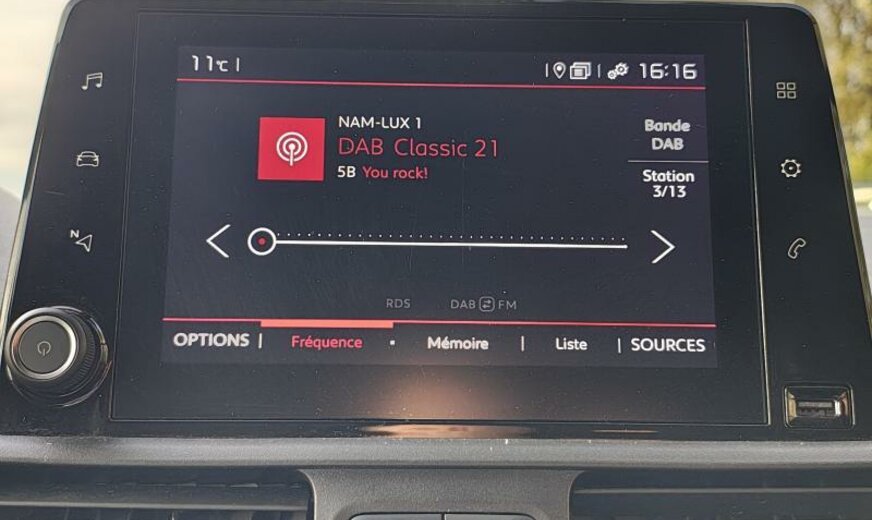 11°C |
16:16
NAM-LUX 1
DAB Classic 21
5B You rock!
Bande
DAB
Station
3/13
N
RDS DAB FM
OPTIONS | Fréquence Mémoire | Liste | SOURCES